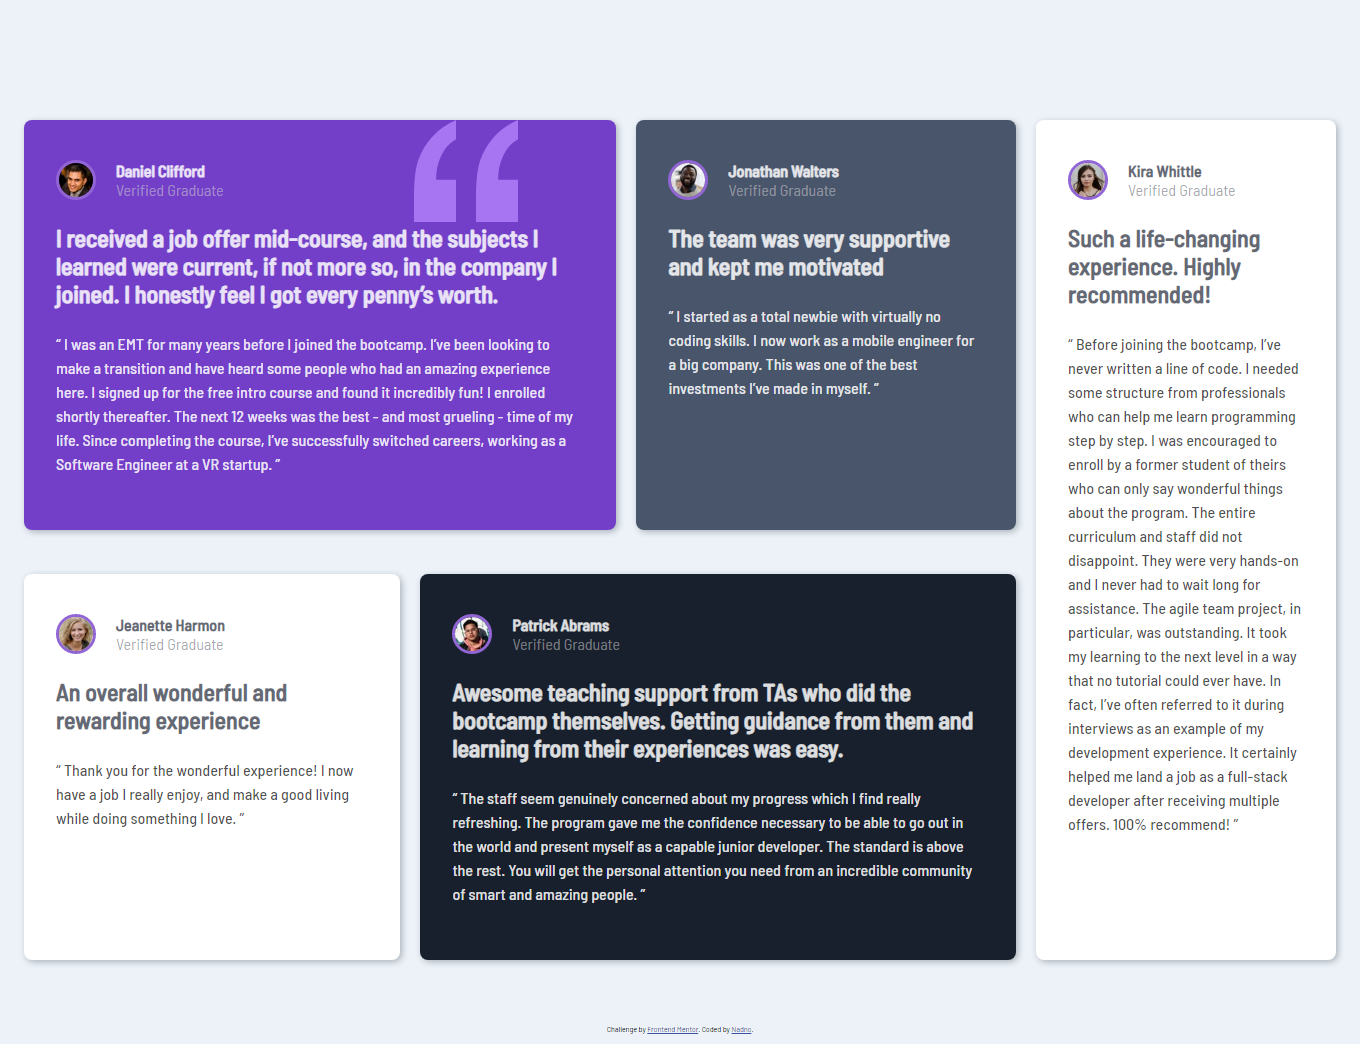 Daniel Clifford
Verified Graduate
I received a job offer mid-course, and the subjects I
learned were current, if not more so, in the company I
joined. I honestly feel I got every penny’s worth.
“ I was an EMT for many years before I joined the bootcamp. I’ve been looking to
make a transition and have heard some people who had an amazing experience
here. I signed up for the free intro course and found it incredibly fun! I enrolled
shortly thereafter. The next 12 weeks was the best - and most grueling - time of my
life. Since completing the course, I’ve successfully switched careers, working as a
Software Engineer at a VR startup. ”
Jonathan Walters
Verified Graduate
The team was very supportive
and kept me motivated
“ I started as a total newbie with virtually no
coding skills. I now work as a mobile engineer for
a big company. This was one of the best
investments I’ve made in myself. ”
Kira Whittle
Verified Graduate
Such a life-changing
experience. Highly
recommended!
“ Before joining the bootcamp, I’ve
never written a line of code. I needed
some structure from professionals
who can help me learn programming
step by step. I was encouraged to
enroll by a former student of theirs
who can only say wonderful things
about the program. The entire
curriculum and staff did not
disappoint. They were very hands-on
and I never had to wait long for
assistance. The agile team project, in
particular, was outstanding. It took
my learning to the next level in a way
that no tutorial could ever have. In
fact, I’ve often referred to it during
interviews as an example of my
development experience. It certainly
helped me land a job as a full-stack
developer after receiving multiple
offers. 100% recommend! ”
Jeanette Harmon
Verified Graduate
An overall wonderful and
rewarding experience
“ Thank you for the wonderful experience! I now
have a job I really enjoy, and make a good living
while doing something I love. ”
Patrick Abrams
Verified Graduate
Awesome teaching support from TAs who did the
bootcamp themselves. Getting guidance from them and
learning from their experiences was easy.
“ The staff seem genuinely concerned about my progress which I find really
refreshing. The program gave me the confidence necessary to be able to go out in
the world and present myself as a capable junior developer. The standard is above
the rest. You will get the personal attention you need from an incredible community
of smart and amazing people. ”
Challenge by Frontend Mentor. Coded by Nadno.